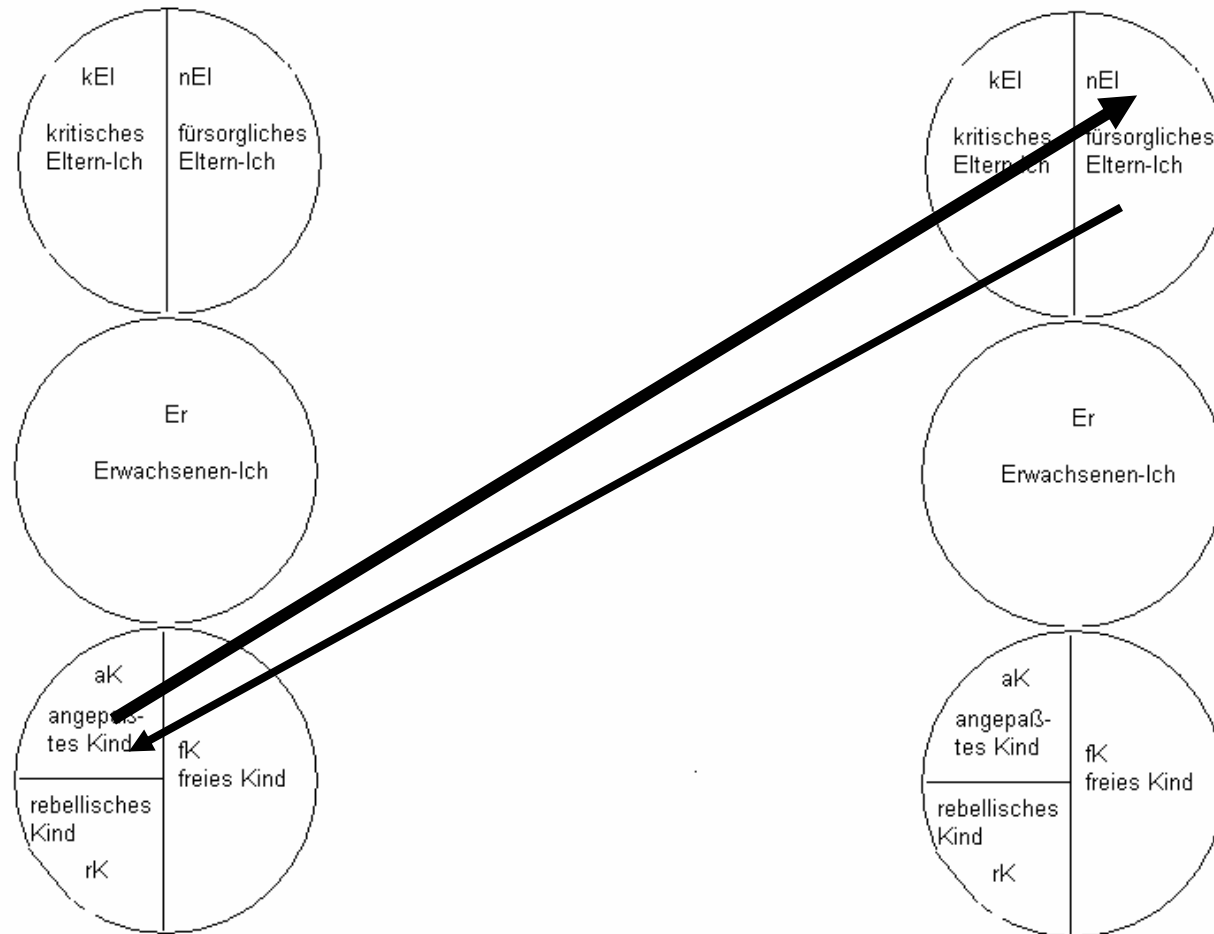 kEl
nEl
kritisches
Eltern-Ich
fürsorgliches
Eltern-Ich
Er
Erwachsenen-Ich
aK
angepaß-
tes Kind
fK
freies Kind
rebellisches
Kind
rK
kEl
nEl
kritisches
Eltern-Ich
fürsorgliches
Eltern-Ich
Er
Erwachsenen-Ich
aK
angepaß-
tes Kind
fK
freies Kind
rebellisches
Kind
rK